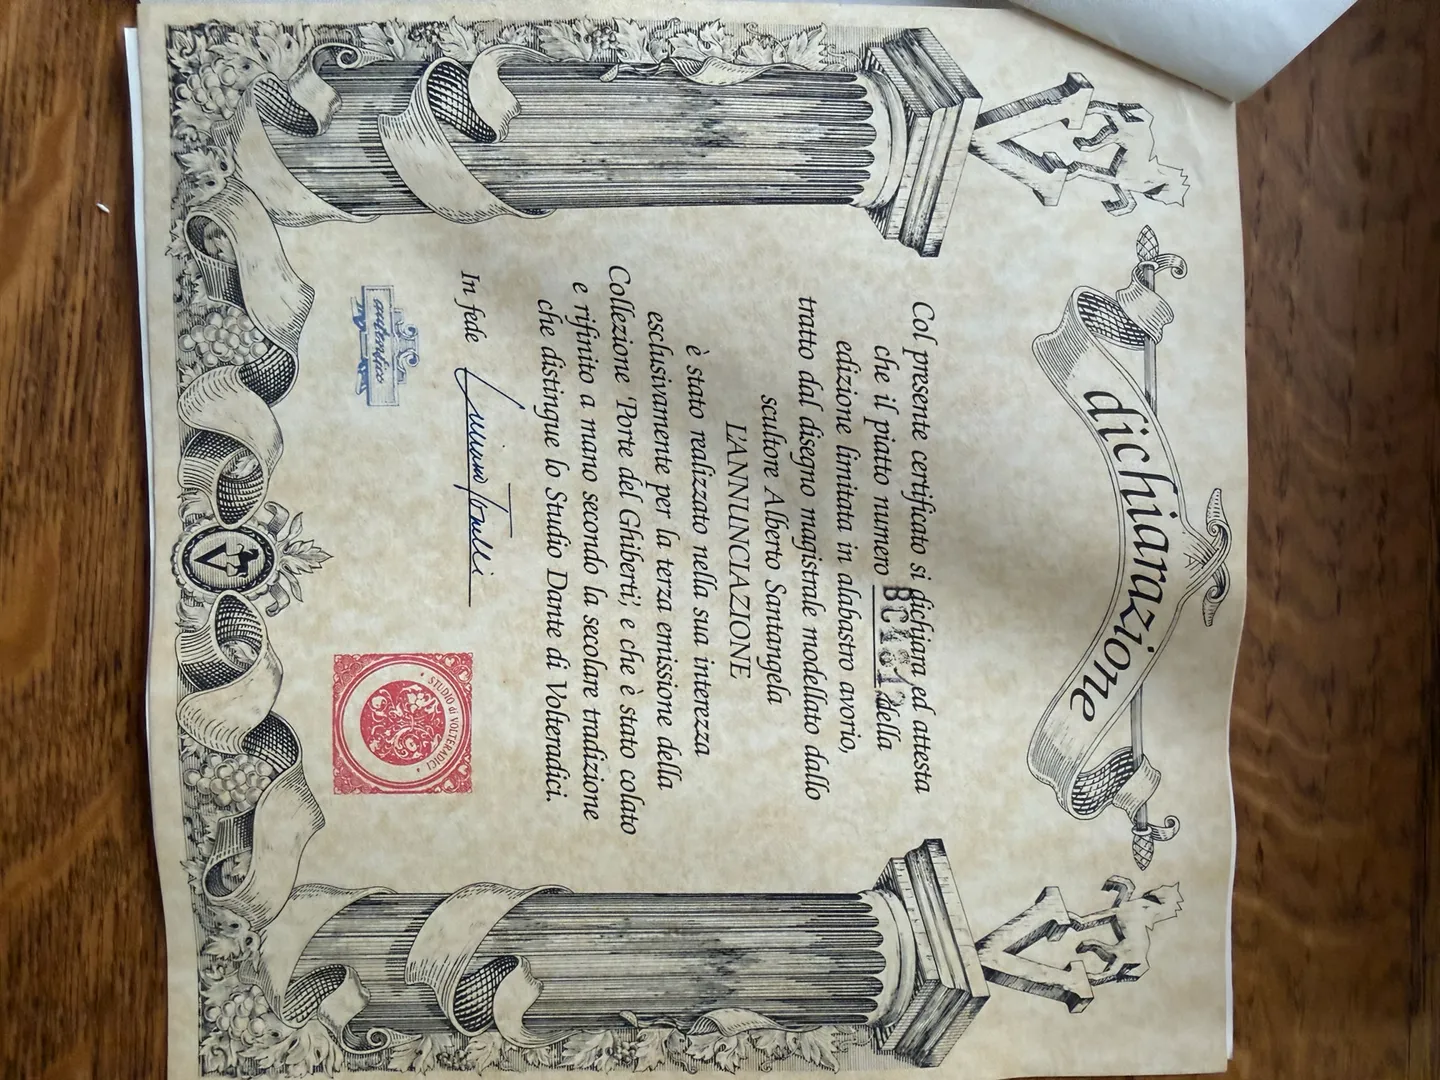 dichiarazione
Col presente certificato si dichiara ed attesta
che il piatto numero della
edizione limitata in alabastro avorio,
tratto dal disegno magistrale modellato dallo
scultore Alberto Santangela
L'ANNUNCIAZIONE
è stato realizzato nella sua interezza
esclusivamente per la terza emissione della
Collezione 'Porte del Ghiberti', e che è stato colato
e rifinito a mano secondo la secolare tradizione
che distingue lo Studio Dante di Volteradici.
In fede
autentico
STUDIO di VOLTERADICI